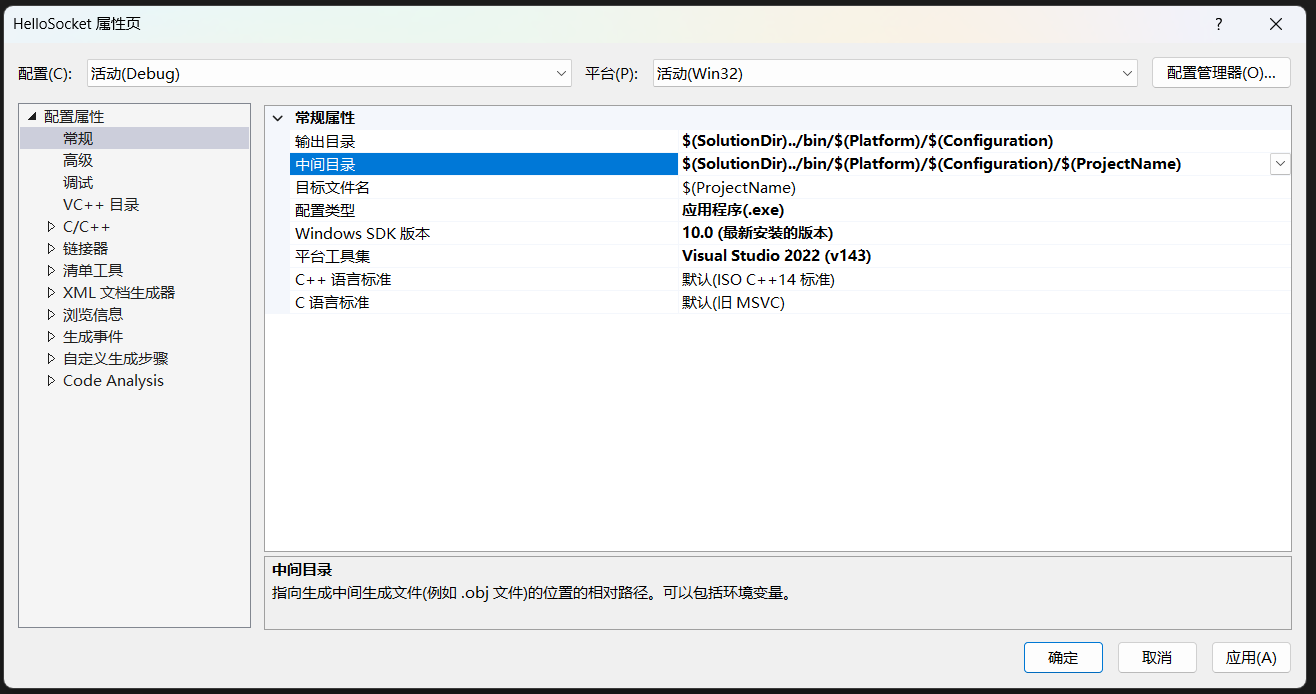 HelloSocket 属性页
?
配置(C): 活动(Debug) 平台(P): 活动(Win32) 配置管理器(O)...
配置属性
常规
高级
调试
VC++ 目录
C/C++
链接器
清单工具
XML 文档生成器
浏览信息
生成事件
自定义生成步骤
Code Analysis
常规属性
输出目录 $(SolutionDir)../bin/$(Platform)/$(Configuration)
中间目录 $(SolutionDir)../bin/$(Platform)/$(Configuration)/$(ProjectName)
目标文件名 $(ProjectName)
配置类型 应用程序(.exe)
Windows SDK 版本 10.0 (最新安装的版本)
平台工具集 Visual Studio 2022 (v143)
C++ 语言标准 默认(ISO C++14 标准)
C 语言标准 默认(旧 MSVC)
中间目录
指向生成中间生成文件(例如 .obj 文件)的位置的相对路径。可以包括环境变量。
确定 取消 应用(A)